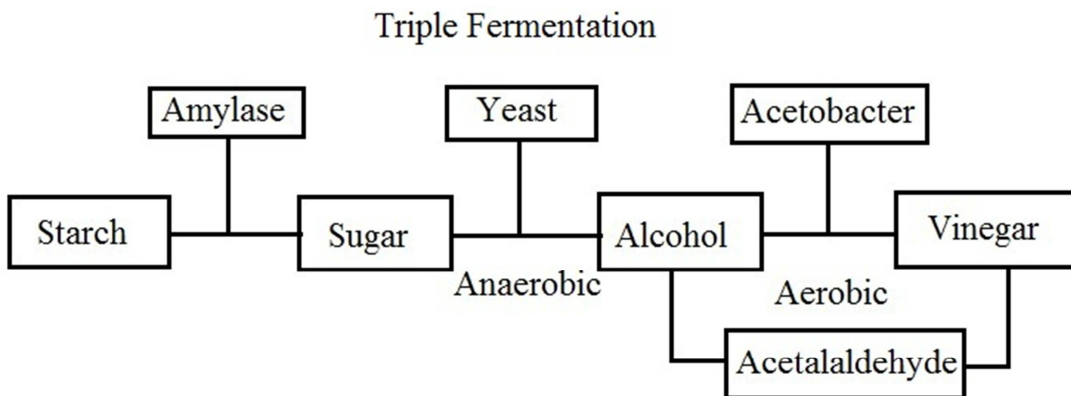 Triple Fermentation
Amylase
Yeast
Acetobacter
Starch
Sugar
Alcohol
Vinegar
Anaerobic
Aerobic
Acetalaldehyde